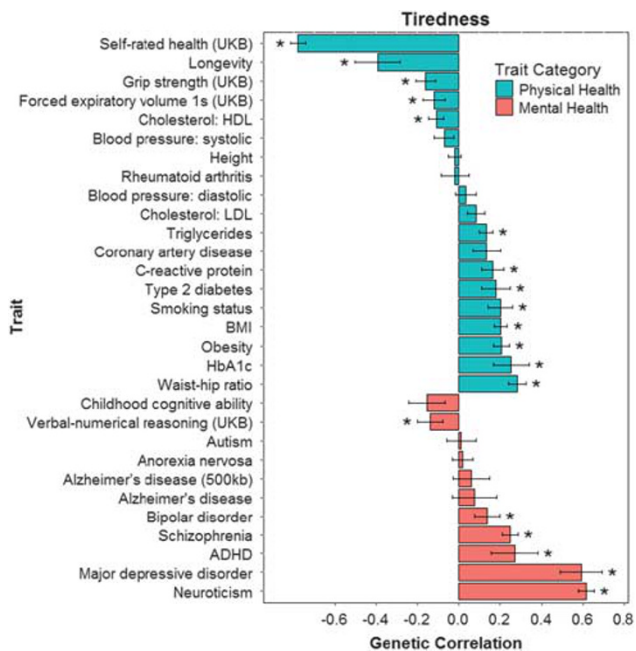 Tiredness
Self-rated health (UKB)
*
Longevity
*
Grip strength (UKB)
*
Forced expiratory volume 1s (UKB)
*
Cholesterol: HDL
*
Blood pressure: systolic
Height
Rheumatoid arthritis
Blood pressure: diastolic
Cholesterol: LDL
Triglycerides
*
Coronary artery disease
C-reactive protein
*
Type 2 diabetes
*
Smoking status
*
BMI
*
Obesity
*
HbA1c
*
Waist-hip ratio
*
Childhood cognitive ability
Verbal-numerical reasoning (UKB)
*
Autism
Anorexia nervosa
Alzheimer's disease (500kb)
Alzheimer's disease
Bipolar disorder
*
Schizophrenia
*
ADHD
*
Major depressive disorder
*
Neuroticism
*
Trait Category
Physical Health
Mental Health
Trait
-0.6 -0.4 -0.2 0.0 0.2 0.4 0.6 0.8
Genetic Correlation